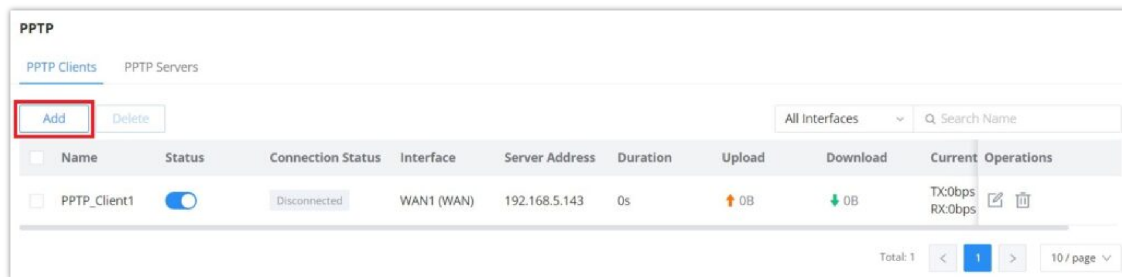 PPTP
PPTP Clients PPTP Servers
Add Delete All Interfaces Search Name
Name Status Connection Status Interface Server Address Duration Upload Download Current Operations
PPTP_Client1 Disconnected WAN1 (WAN) 192.168.5.143 0s 0B 0B TX:0bps
RX:0bps
Total: 1 < 1 > 10 / page